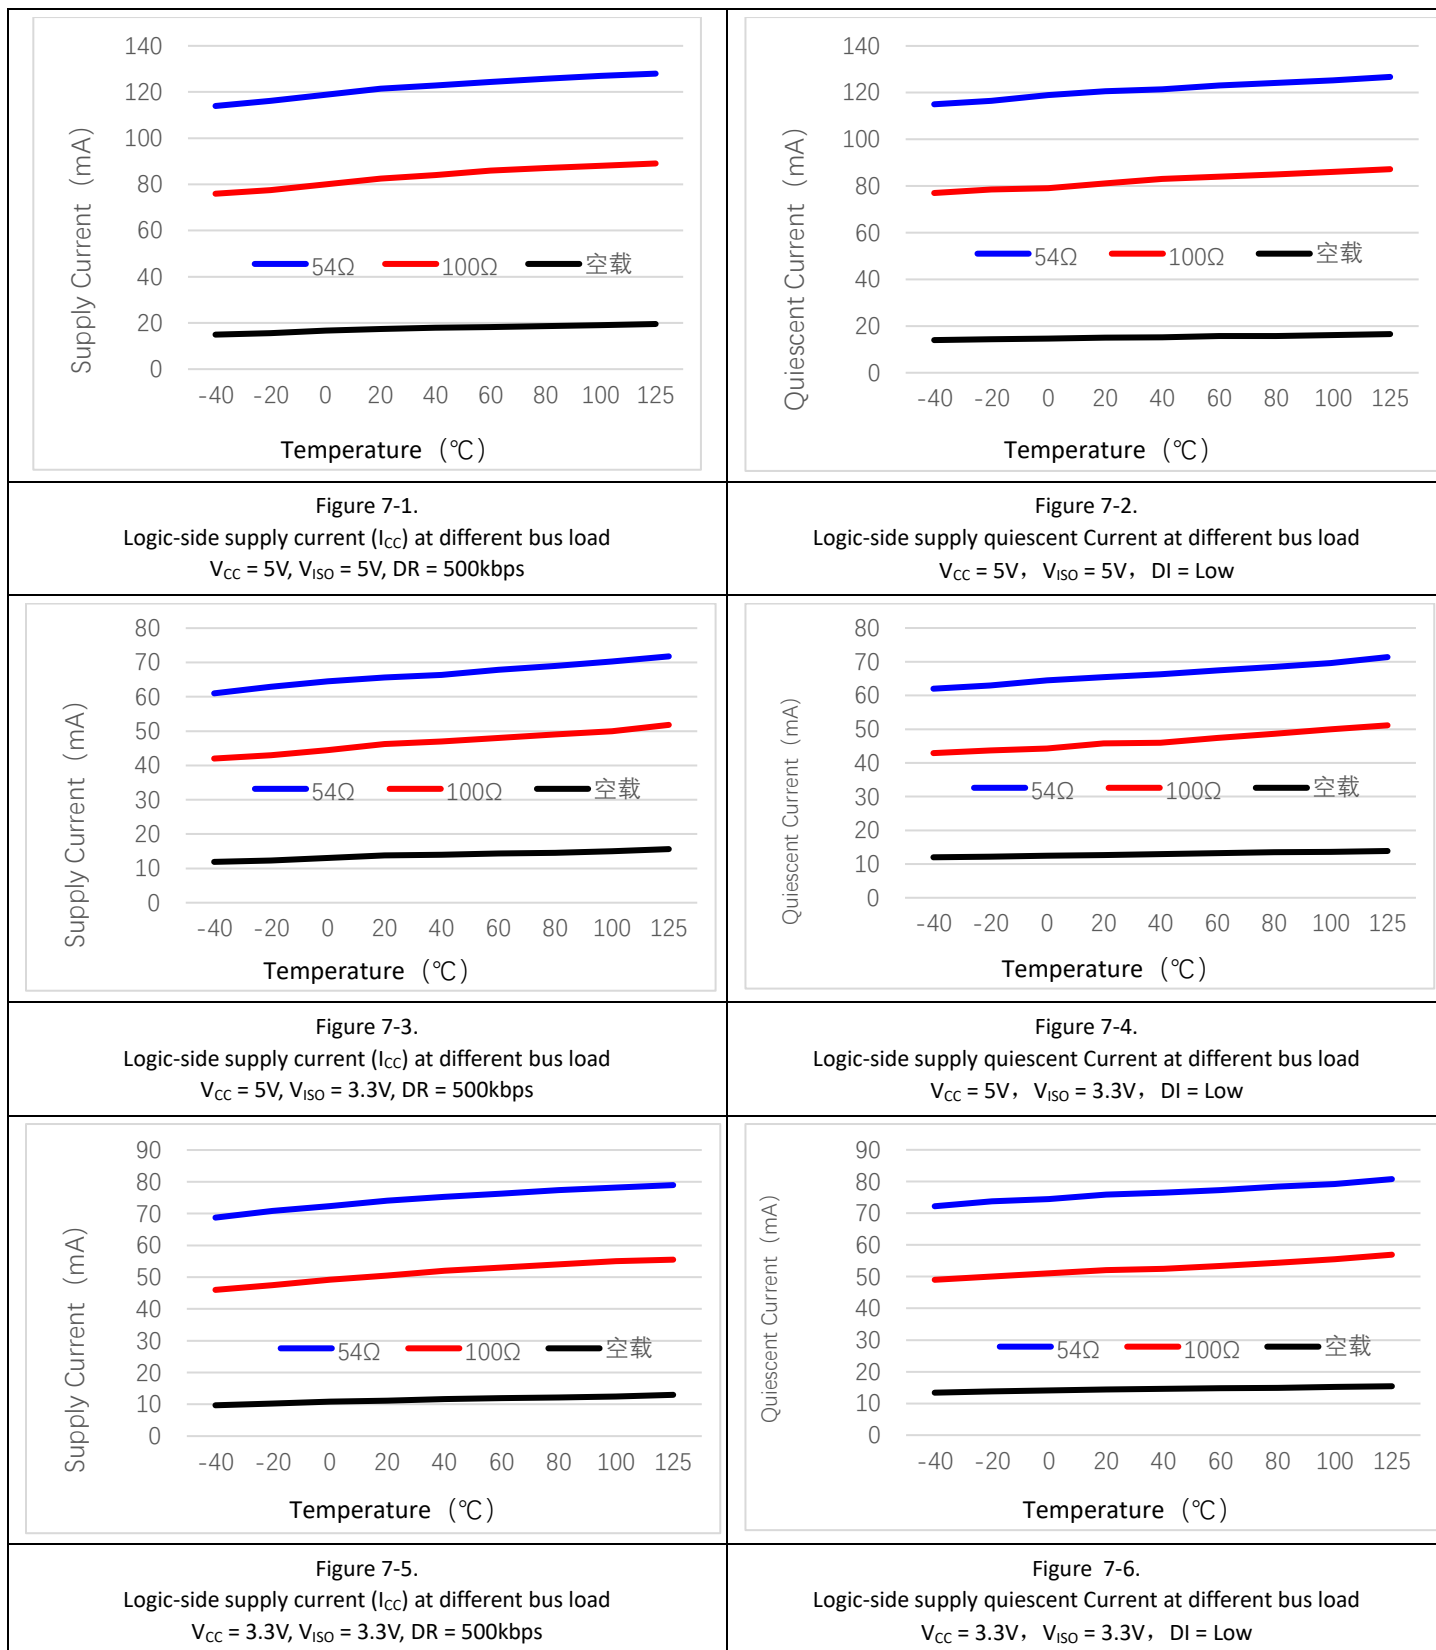 140
120
100
80
60
40
20
0
Supply Current（mA）
54Ω 100Ω 空载
-40 -20 0 20 40 60 80 100 125
Temperature（℃）
140
120
100
80
60
40
20
0
Quiescent Current（mA）
54Ω 100Ω 空载
-40 -20 0 20 40 60 80 100 125
Temperature（℃）
Figure 7-1.
Logic-side supply current (ICC) at different bus load
VCC = 5V, VISO = 5V, DR = 500kbps
Figure 7-2.
Logic-side supply quiescent Current at different bus load
VCC = 5V，VISO = 5V，DI = Low
80
70
60
50
40
30
20
10
0
Supply Current（mA）
54Ω 100Ω 空载
-40 -20 0 20 40 60 80 100 125
Temperature（℃）
80
70
60
50
40
30
20
10
0
Quiescent Current（mA）
54Ω 100Ω 空载
-40 -20 0 20 40 60 80 100 125
Temperature（℃）
Figure 7-3.
Logic-side supply current (ICC) at different bus load
VCC = 5V, VISO = 3.3V, DR = 500kbps
Figure 7-4.
Logic-side supply quiescent Current at different bus load
VCC = 5V，VISO = 3.3V，DI = Low
90
80
70
60
50
40
30
20
10
0
Supply Current（mA）
54Ω 100Ω 空载
-40 -20 0 20 40 60 80 100 125
Temperature（℃）
90
80
70
60
50
40
30
20
10
0
Quiescent Current（mA）
54Ω 100Ω 空载
-40 -20 0 20 40 60 80 100 125
Temperature（℃）
Figure 7-5.
Logic-side supply current (ICC) at different bus load
VCC = 3.3V, VISO = 3.3V, DR = 500kbps
Figure 7-6.
Logic-side supply quiescent Current at different bus load
VCC = 3.3V，VISO = 3.3V，DI = Low